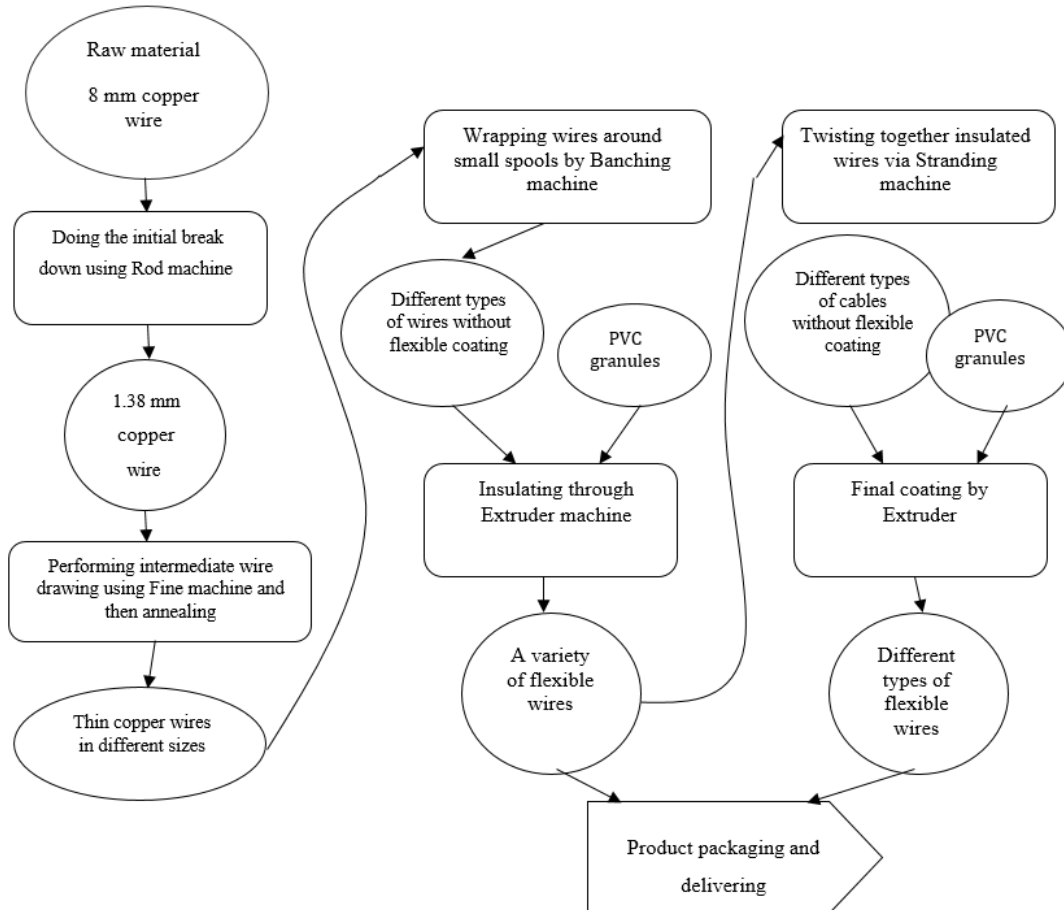 Raw material
8 mm copper
wire
Doing the initial break
down using Rod machine
1.38 mm
copper
wire
Performing intermediate wire
drawing using Fine machine and
then annealing
Thin copper wires
in different sizes
Wrapping wires around
small spools by Banching
machine
Different types
of wires without
flexible coating
PVC
granules
Insulating through
Extruder machine
A variety
of flexible
wires
Twisting together insulated
wires via Stranding
machine
Different types
of cables
without flexible
coating
PVC
granules
Final coating by
Extruder
Different
types of
flexible
wires
Product packaging and
delivering